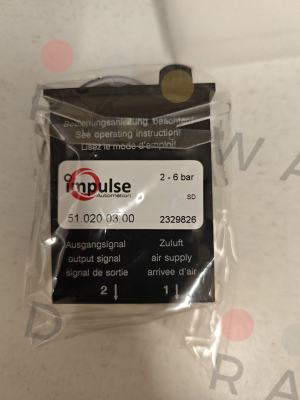 Bedienungsanleitung beachten!
See operating instruction!
Lisez le mode d'emploi!
impulse
Automation
2 - 6 bar
SD
51.020 03.00
2329826
Ausgangsignal
output signal
signal de sortie
Zuluft
air supply
arrivee d'air
2
1